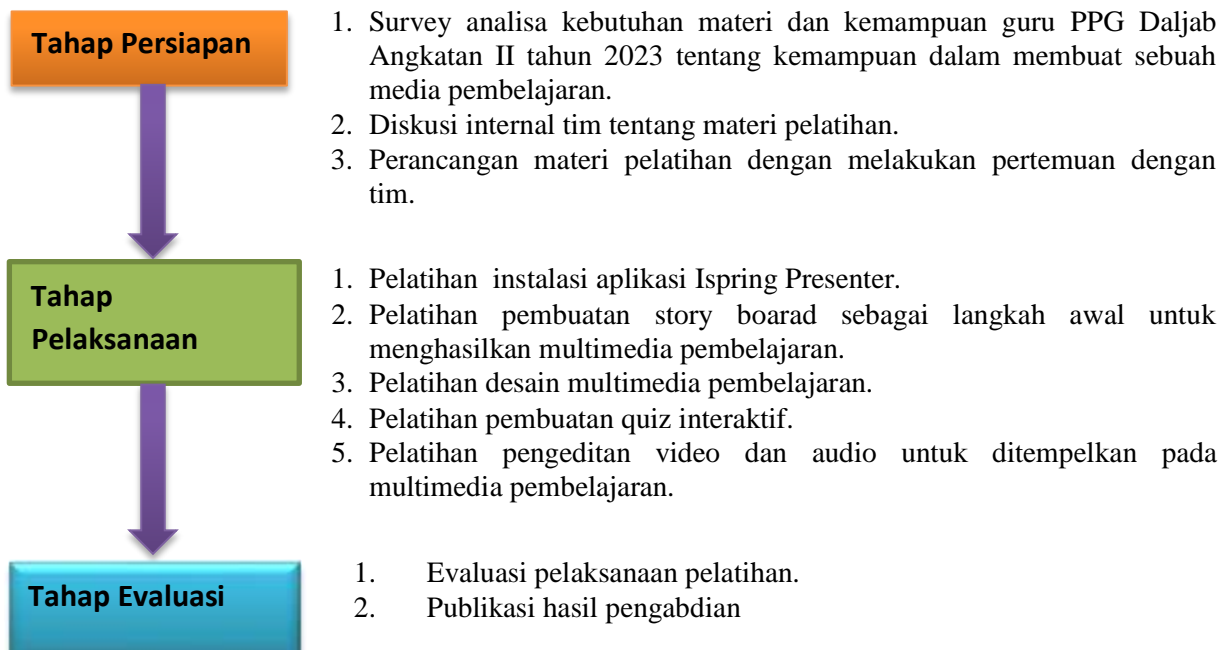 Tahap Persiapan
1. Survey analisa kebutuhan materi dan kemampuan guru PPG Daljab
Angkatan II tahun 2023 tentang kemampuan dalam membuat sebuah
media pembelajaran.
2. Diskusi internal tim tentang materi pelatihan.
3. Perancangan materi pelatihan dengan melakukan pertemuan dengan
tim.
Tahap
Pelaksanaan
1. Pelatihan instalasi aplikasi Ispring Presenter.
2. Pelatihan pembuatan story boarad sebagai langkah awal untuk
menghasilkan multimedia pembelajaran.
3. Pelatihan desain multimedia pembelajaran.
4. Pelatihan pembuatan quiz interaktif.
5. Pelatihan pengeditan video dan audio untuk ditempelkan pada
multimedia pembelajaran.
Tahap Evaluasi
1. Evaluasi pelaksanaan pelatihan.
2. Publikasi hasil pengabdian